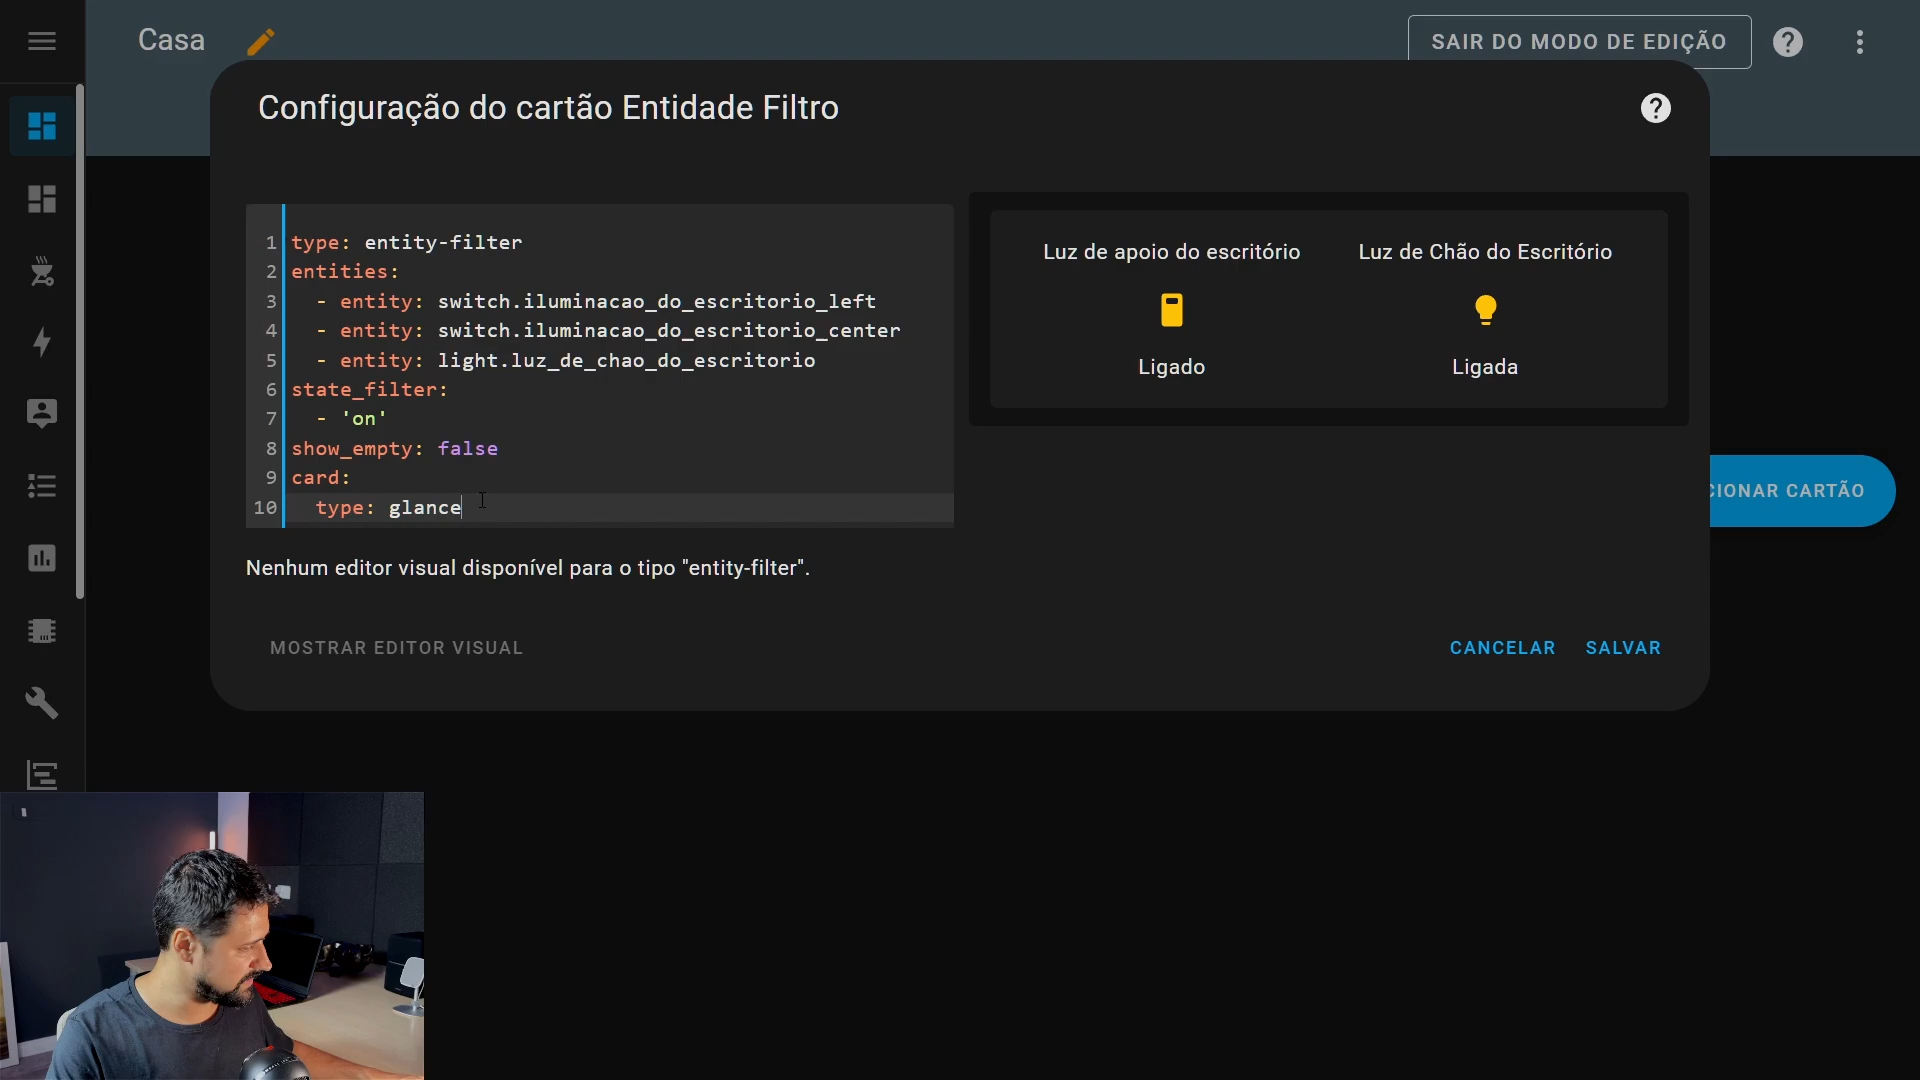 Casa
SAIR DO MODO DE EDIÇÃO
Configuração do cartão Entidade Filtro
1 type: entity-filter
2 entities:
3 - entity: switch.iluminacao_do_escritorio_left
4 - entity: switch.iluminacao_do_escritorio_center
5 - entity: light.luz_de_chao_do_escritorio
6 state_filter:
7 - 'on'
8 show_empty: false
9 card:
10 type: glance
Luz de apoio do escritório
Luz de Chão do Escritório
Ligado
Ligada
CIONAR CARTÃO
Nenhum editor visual disponível para o tipo "entity-filter".
MOSTRAR EDITOR VISUAL
CANCELAR
SALVAR